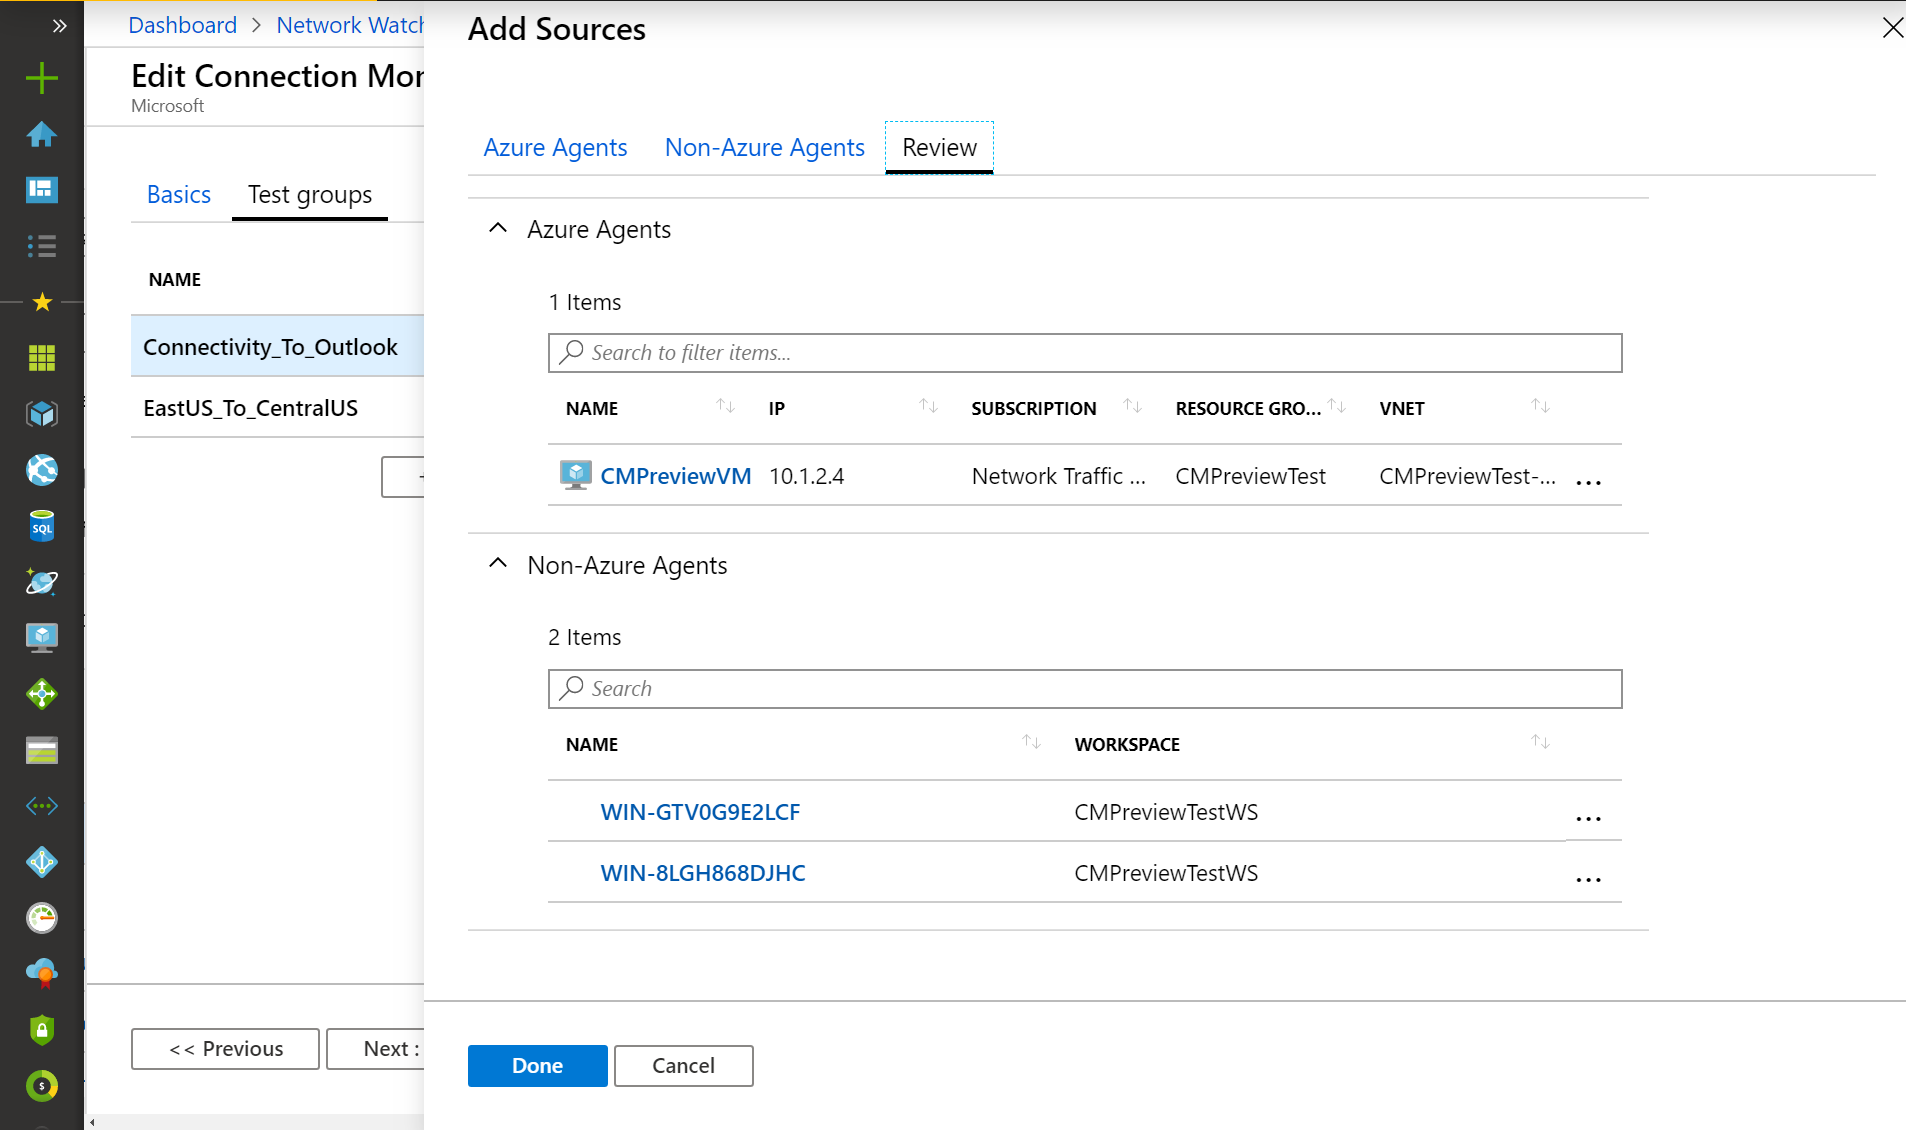 Dashboard > Network Watch
Edit Connection Mor
Microsoft
Basics
Test groups
NAME
Connectivity_To_Outlook
EastUS_To_CentralUS
<< Previous
Next :
SQL
$
Add Sources
Azure Agents
Non-Azure Agents
Review
Azure Agents
1 Items
Search to filter items...
NAME IP SUBSCRIPTION RESOURCE GRO... VNET
CMPreviewVM 10.1.2.4 Network Traffic ... CMPreviewTest CMPreviewTest-... ...
Non-Azure Agents
2 Items
Search
NAME WORKSPACE
WIN-GTV0G9E2LCF CMPreviewTestWS ...
WIN-8LGH868DJHC CMPreviewTestWS ...
Done
Cancel